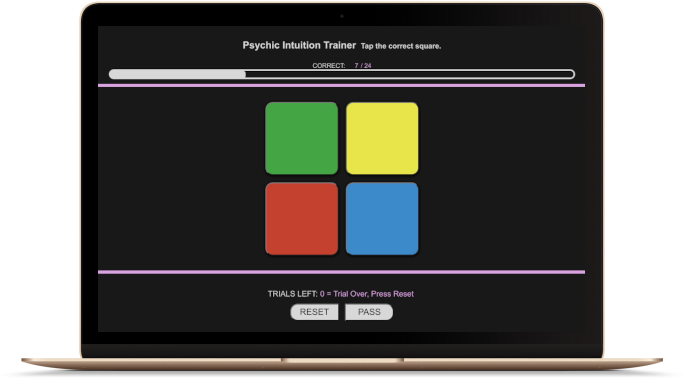 Psychic Intuition Trainer Tap the correct square.
CORRECT: 7 / 24
TRIALS LEFT: 0 = Trial Over, Press Reset
RESET PASS